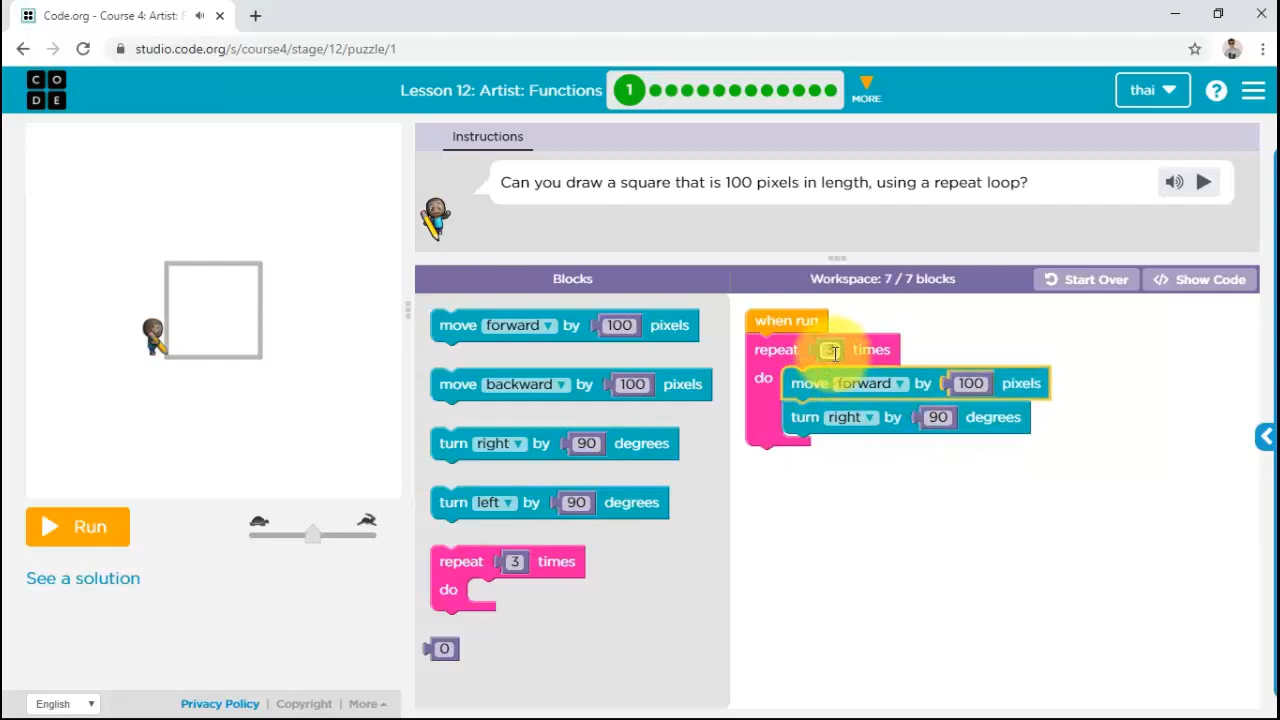 Code.org - Course 4: Artist: F
studio.code.org/s/course4/stage/12/puzzle/1
C O
D E
Lesson 12: Artist: Functions
1
MORE
thai
?
Instructions
Can you draw a square that is 100 pixels in length, using a repeat loop?
Blocks
Workspace: 7 / 7 blocks
Start Over
</> Show Code
move forward by 100 pixels
move backward by 100 pixels
turn right by 90 degrees
turn left by 90 degrees
repeat 3 times
do
0
when run
repeat 3 times
do
move forward by 100 pixels
turn right by 90 degrees
Run
See a solution
English
Privacy Policy | Copyright | More